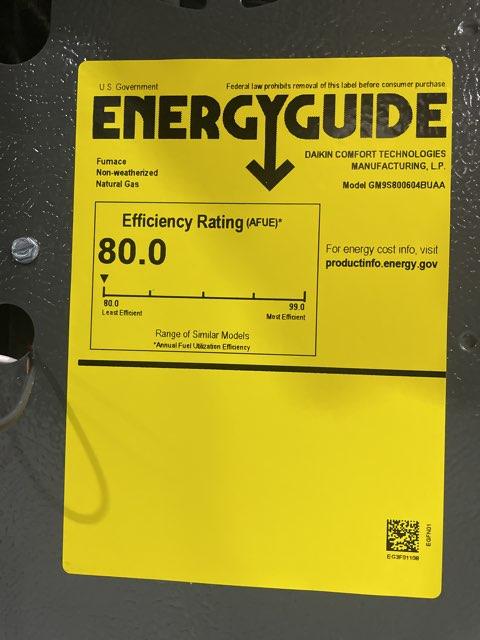 U.S. Government
Federal law prohibits removal of this label before consumer purchase
ENERGYGUIDE
Furnace
Non-weatherized
Natural Gas
DAIKIN COMFORT TECHNOLOGIES
MANUFACTURING, L.P.
Model GM9S800604BUAA
Efficiency Rating (AFUE)*
80.0
80.0
Least Efficient
99.0
Most Efficient
Range of Similar Models
*Annual Fuel Utilization Efficiency
For energy cost info, visit
productinfo.energy.gov
EGFN01